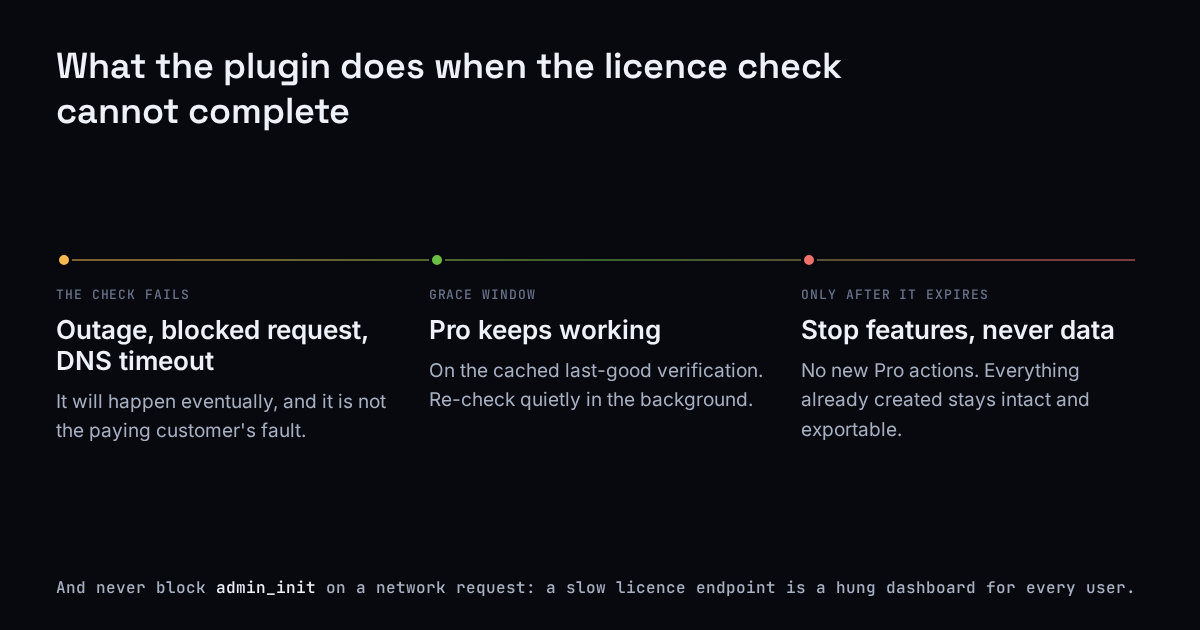 What the plugin does when the licence check
cannot complete
THE CHECK FAILS
Outage, blocked request,
DNS timeout
It will happen eventually, and it is not
the paying customer's fault.
GRACE WINDOW
Pro keeps working
On the cached last-good verification.
Re-check quietly in the background.
ONLY AFTER IT EXPIRES
Stop features, never data
No new Pro actions. Everything
already created stays intact and
exportable.
And never block admin_init on a network request: a slow licence endpoint is a hung dashboard for every user.